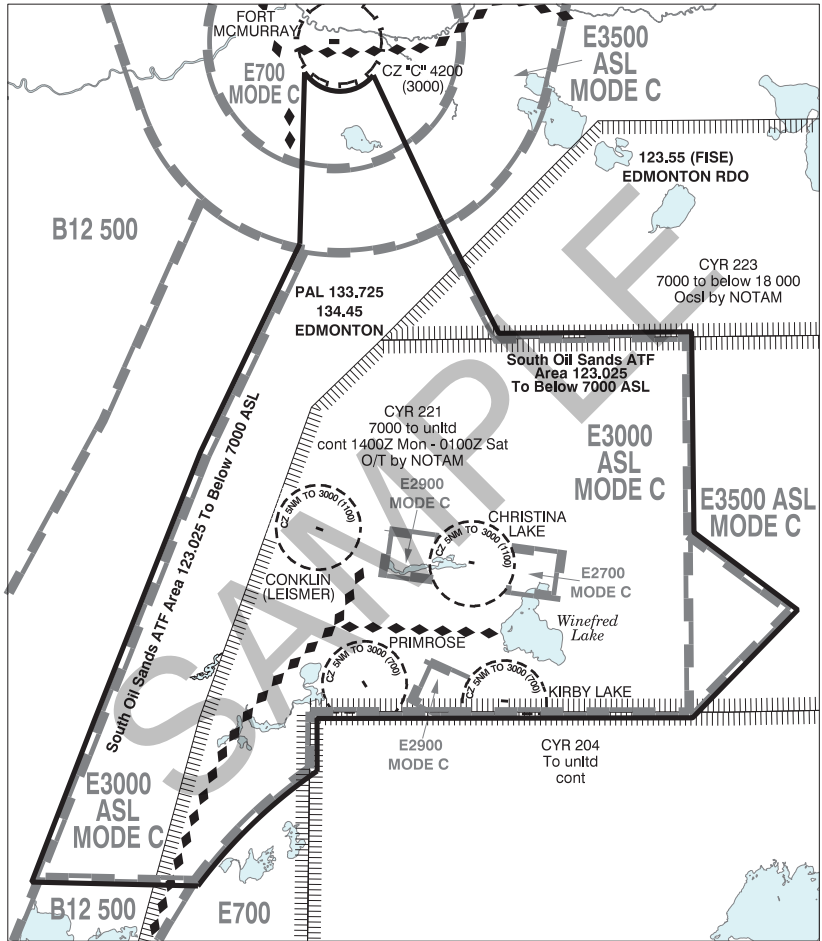 FORT
MCMURRAY
E700
MODE C
CZ "C" 4200
(3000)
E3500
ASL
MODE C
123.55 (FISE)
EDMONTON RDO
B12 500
CYR 223
7000 to below 18 000
Ocsl by NOTAM
PAL 133.725
134.45
EDMONTON
South Oil Sands ATF
Area 123.025
To Below 7000 ASL
South Oil Sands ATF Area 123.025 To Below 7000 ASL
CYR 221
7000 to unltd
cont 1400Z Mon - 0100Z Sat
O/T by NOTAM
E3000
ASL
MODE C
E2900
MODE C
E3500 ASL
MODE C
CZ 5NM TO 3000 (1100)
CHRISTINA
LAKE
CZ 5NM TO 3000 (1100)
CONKLIN
(LEISMER)
E2700
MODE C
Winefred
Lake
PRIMROSE
CZ 5NM TO 3000 (700)
CZ 5NM TO 3000 (700)
KIRBY LAKE
E2900
MODE C
CYR 204
To unltd
cont
E3000
ASL
MODE C
B12 500
E700
SAMPLE